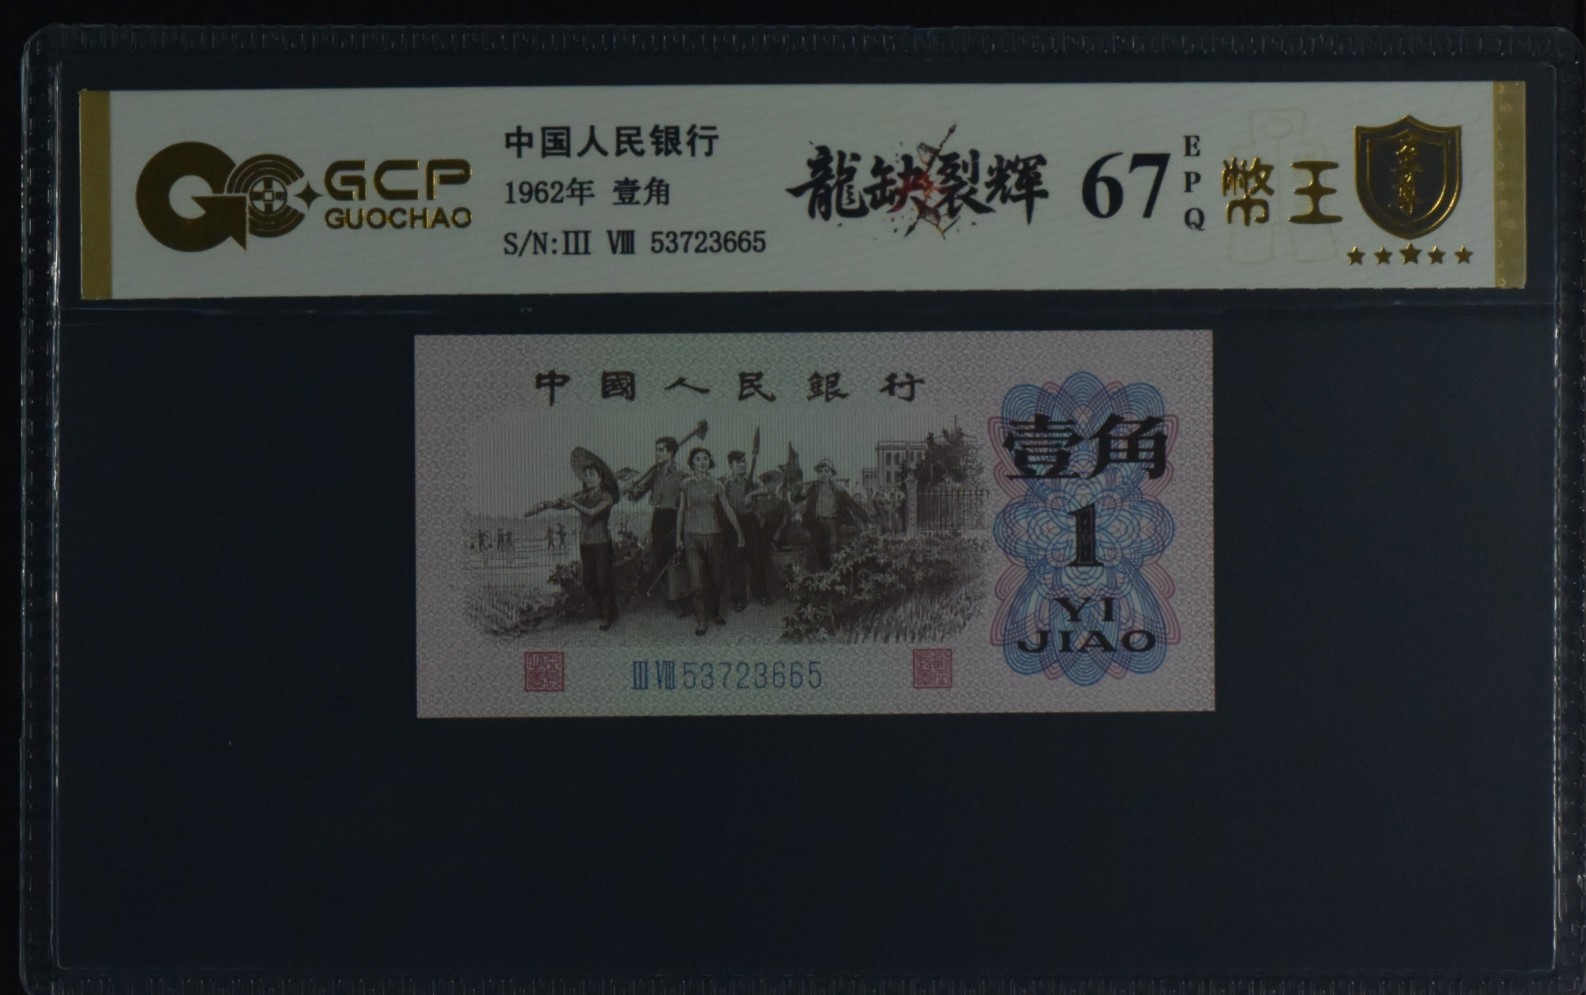 GCP
GUOCHAO
中国人民银行
1962年 壹角
S/N:III VIII 53723665
龍缺裂輝
67
EPQ
幣王
中國人民銀行
壹角
1
YI
JIAO
III VIII 53723665